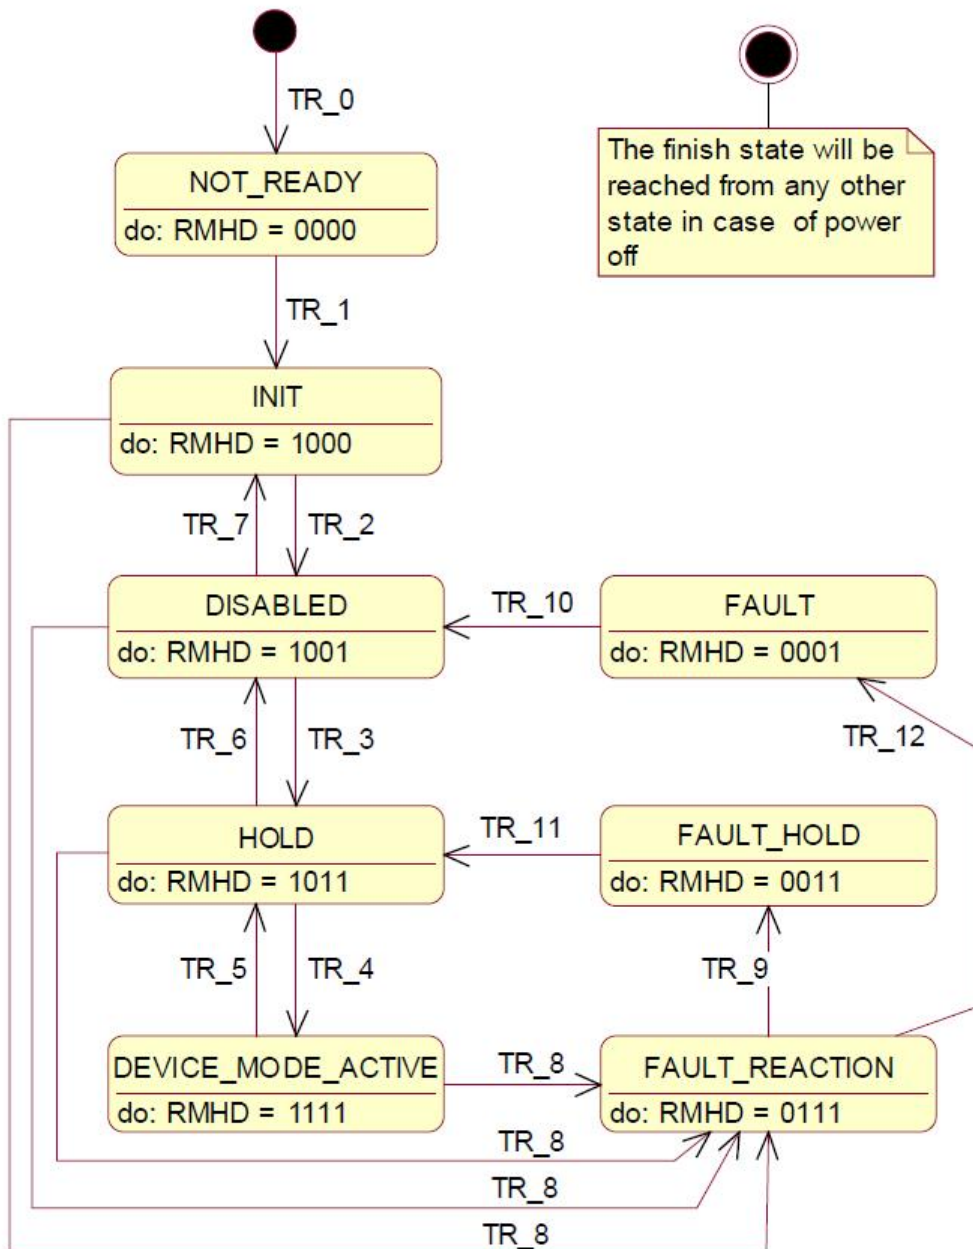 TR_0
The finish state will be
reached from any other
state in case of power
off
NOT_READY
do: RMHD = 0000
TR_1
INIT
do: RMHD = 1000
TR_7
TR_2
DISABLED
do: RMHD = 1001
TR_10
FAULT
do: RMHD = 0001
TR_6
TR_3
TR_12
HOLD
do: RMHD = 1011
TR_11
FAULT_HOLD
do: RMHD = 0011
TR_5
TR_4
TR_9
DEVICE_MODE_ACTIVE
do: RMHD = 1111
TR_8
FAULT_REACTION
do: RMHD = 0111
TR_8
TR_8
TR_8